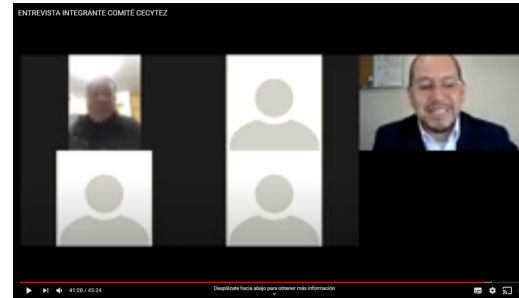 ENTREVISTA INTEGRANTE COMITÉ CECYTEZ
41:20 / 45:24
Desplázate hacia abajo para obtener más información